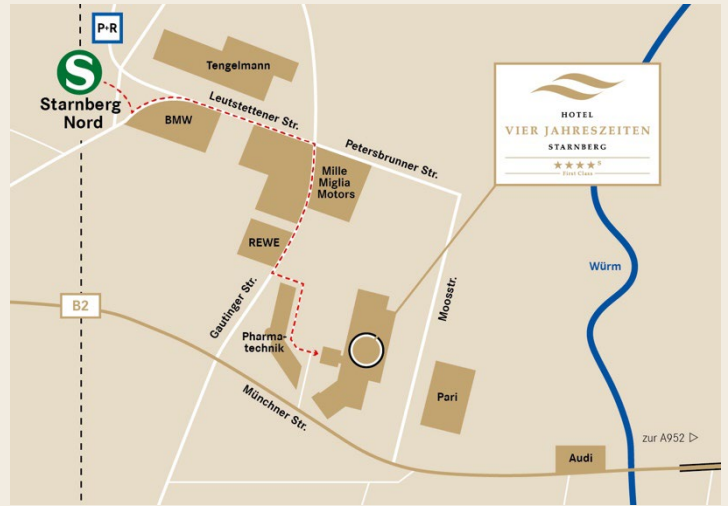 P+R
S
Starnberg
Nord
Tengelmann
Leutstettener Str.
BMW
Petersbrunner Str.
Mille
Miglia
Motors
HOTEL
VIER JAHRESZEITEN
STARNBERG
★★★★S
First Class
REWE
Würm
B2
Gautinger Str.
Moosstr.
Pharma-
technik
Münchner Str.
Pari
zur A952 ▷
Audi